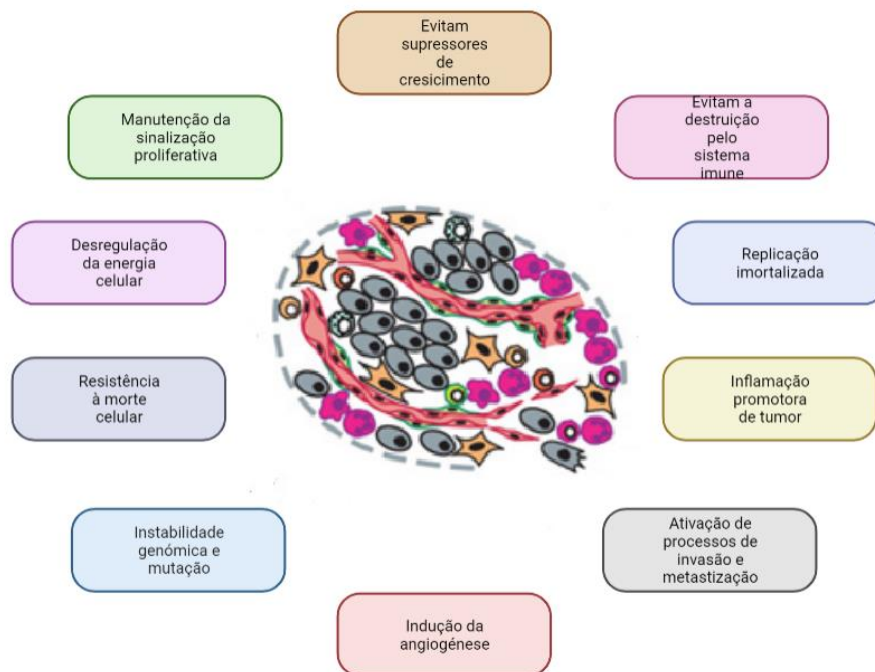 Evitam
supressores
de
cresicimento
Manutenção da
sinalização
proliferativa
Evitam a
destruição
pelo
sistema
imune
Desregulação
da energia
celular
Replicação
imortalizada
Resistência
à morte
celular
Inflamação
promotora
de tumor
Instabilidade
genómica e
mutação
Ativação de
processos de
invasão e
metastização
Indução da
angiogénese